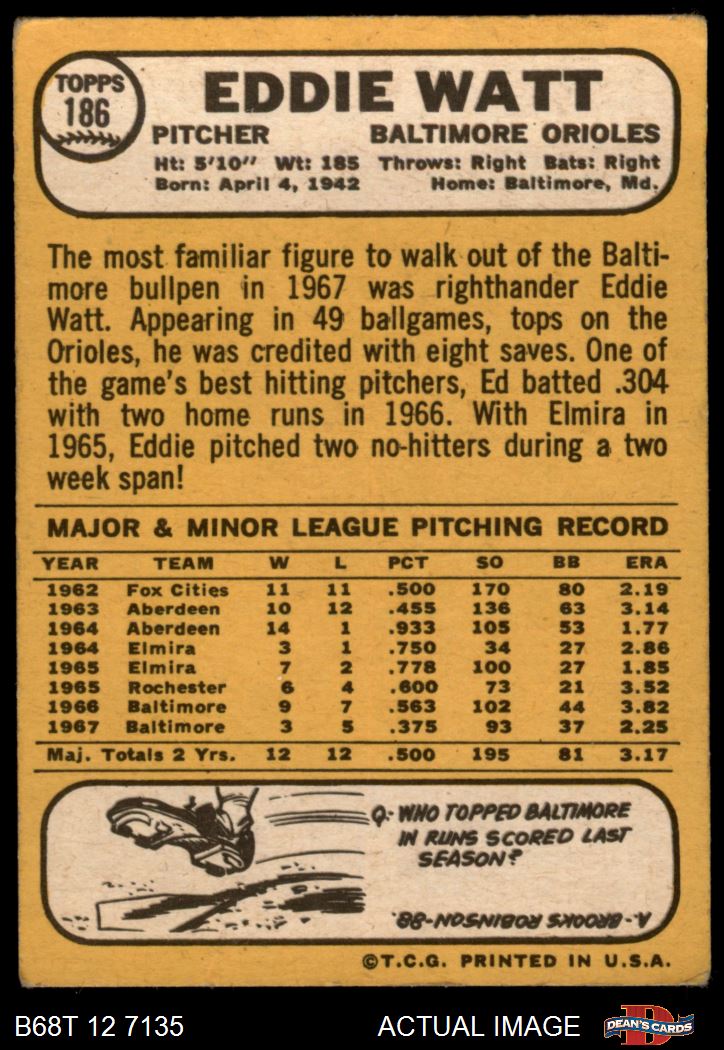 TOPPS
186
EDDIE WATT
PITCHER BALTIMORE ORIOLES
Ht: 5'10" Wt: 185 Throws: Right Bats: Right
Born: April 4, 1942 Home: Baltimore, Md.
The most familiar figure to walk out of the Balti-
more bullpen in 1967 was righthander Eddie
Watt. Appearing in 49 ballgames, tops on the
Orioles, he was credited with eight saves. One of
the game's best hitting pitchers, Ed batted .304
with two home runs in 1966. With Elmira in
1965, Eddie pitched two no-hitters during a two
week span!
MAJOR & MINOR LEAGUE PITCHING RECORD
YEAR TEAM W L PCT SO BB ERA
1962 Fox Cities 11 11 .500 170 80 2.19
1963 Aberdeen 10 12 .455 136 63 3.14
1964 Aberdeen 14 1 .933 105 53 1.77
1964 Elmira 3 1 .750 34 27 2.86
1965 Elmira 7 2 .778 100 27 1.85
1965 Rochester 6 4 .600 73 21 3.52
1966 Baltimore 9 7 .563 102 44 3.82
1967 Baltimore 3 5 .375 93 37 2.25
Maj. Totals 2 Yrs. 12 12 .500 195 81 3.17
Q.- WHO TOPPED BALTIMORE
IN RUNS SCORED LAST
SEASON?
A.- BROOKS ROBINSON-88.
©T.C.G. PRINTED IN U.S.A.
B68T 12 7135 ACTUAL IMAGE DEAN'S CARDS